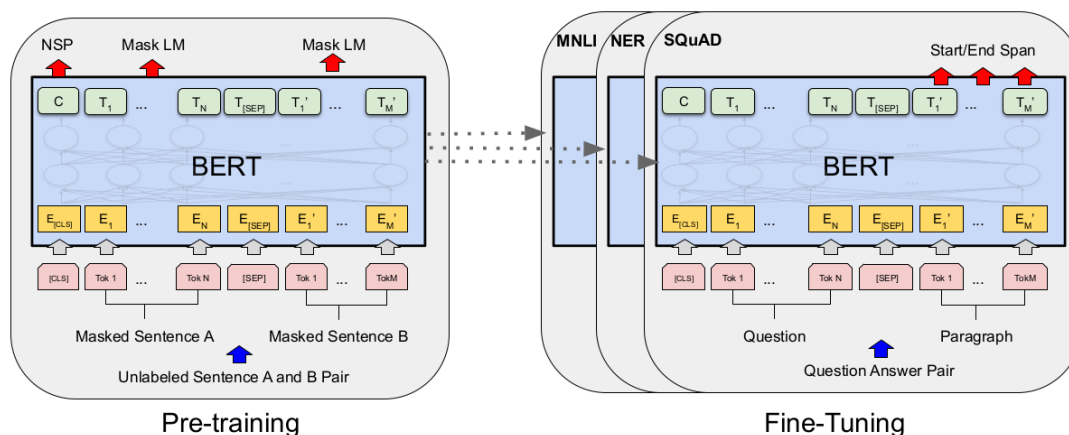 NSP Mask LM Mask LM
C T1 ... TN T[SEP] T1' ... TM'
...
BERT
...
E[CLS] E1 ... EN E[SEP] E1' ... EM'
[CLS] Tok 1 ... Tok N [SEP] Tok 1 ... TokM
Masked Sentence A Masked Sentence B
Unlabeled Sentence A and B Pair
Pre-training
MNLI NER SQuAD
Start/End Span
C T1 ... TN T[SEP] T1' ... TM'
...
BERT
...
E[CLS] E1 ... EN E[SEP] E1' ... EM'
[CLS] Tok 1 ... Tok N [SEP] Tok 1 ... TokM
Question Paragraph
Question Answer Pair
Fine-Tuning